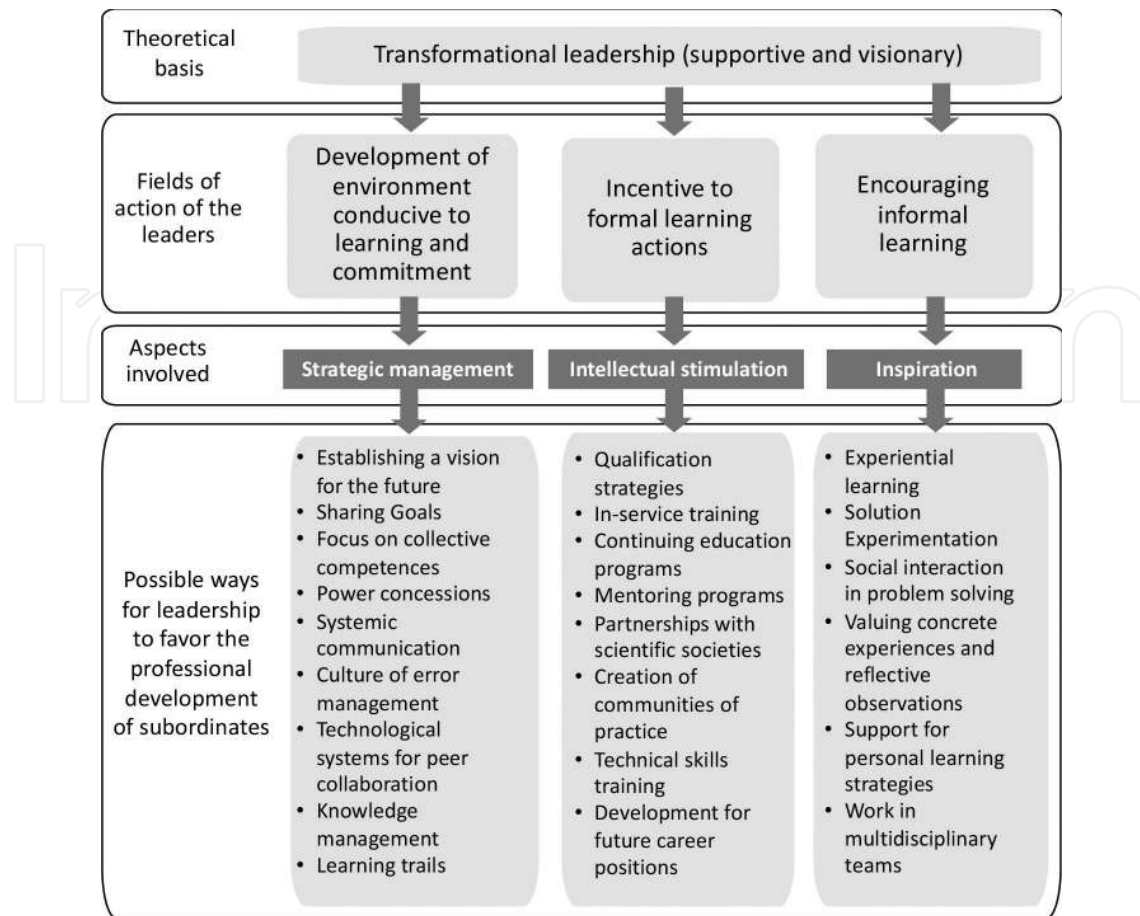 Theoretical
basis
Transformational leadership (supportive and visionary)
Fields of
action of the
leaders
Development of
environment
conducive to
learning and
commitment
Incentive to
formal learning
actions
Encouraging
informal
learning
Aspects
involved
Strategic management
Intellectual stimulation
Inspiration
Possible ways
for leadership
to favor the
professional
development
of subordinates
• Establishing a vision
for the future
• Sharing Goals
• Focus on collective
competences
• Power concessions
• Systemic
communication
• Culture of error
management
• Technological
systems for peer
collaboration
• Knowledge
management
• Learning trails
• Qualification
strategies
• In-service training
• Continuing education
programs
• Mentoring programs
• Partnerships with
scientific societies
• Creation of
communities of
practice
• Technical skills
training
• Development for
future career
positions
• Experiential
learning
• Solution
Experimentation
• Social interaction
in problem solving
• Valuing concrete
experiences and
reflective
observations
• Support for
personal learning
strategies
• Work in
multidisciplinary
teams